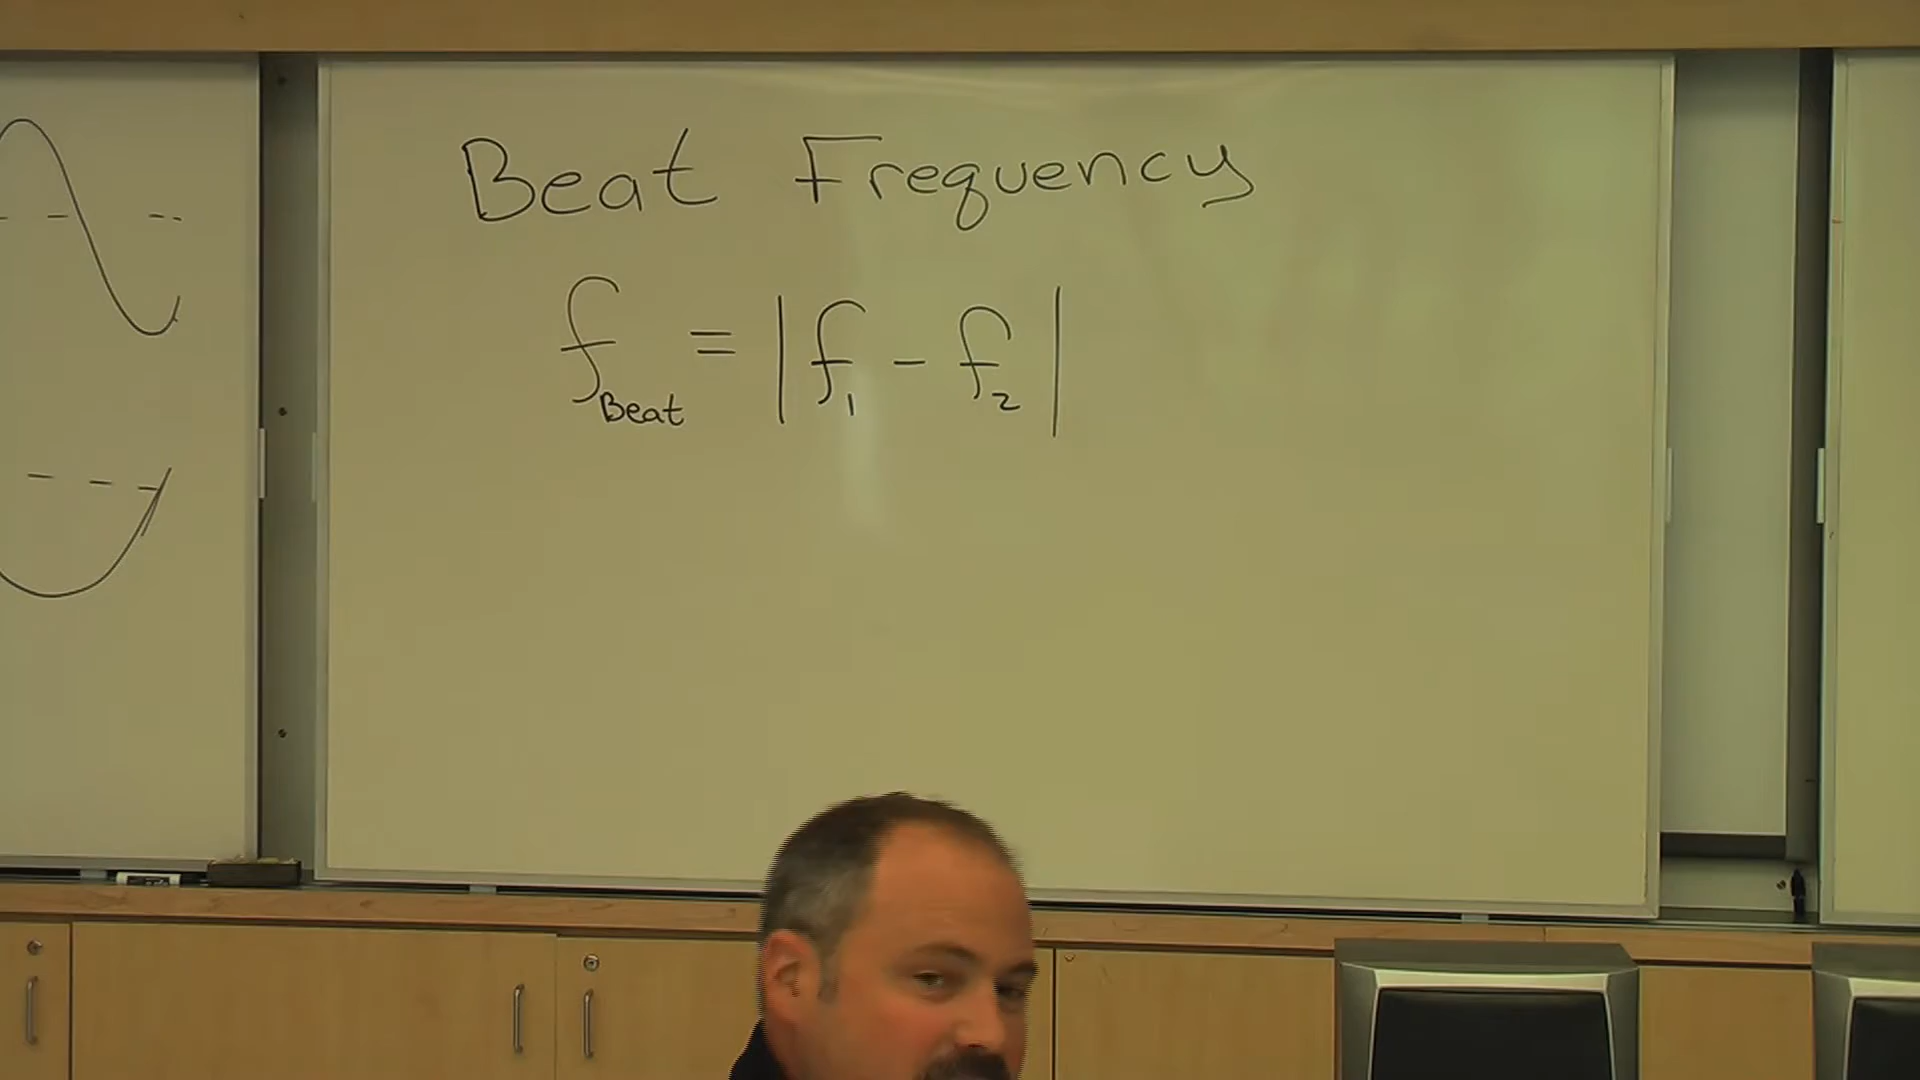 Beat Frequency
f_Beat = |f_1 - f_2|